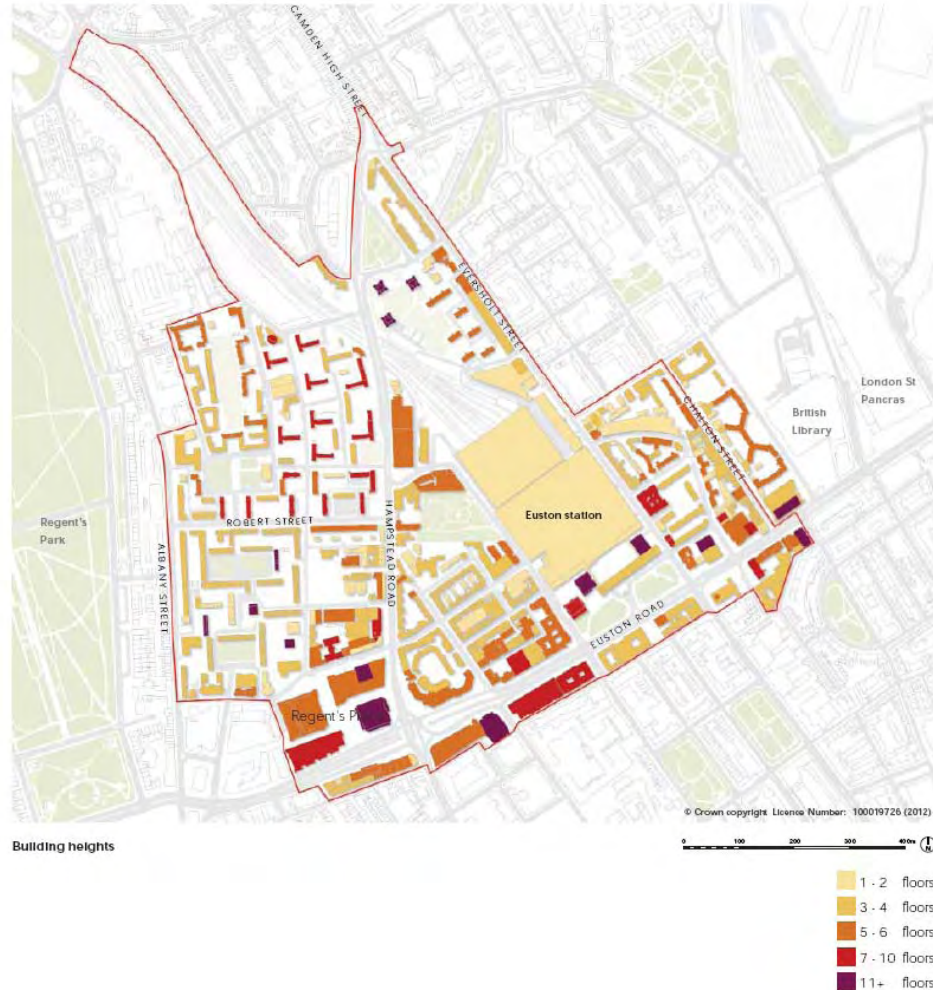 CAMDEN HIGH STREET
EVERSHOLT STREET
CHALTON STREET
London St
Pancras
British
Library
Euston station
Regent's
Park
ROBERT STREET
HAMPSTEAD ROAD
ALBANY STREET
EUSTON ROAD
Regent's P
© Crown copyright Licence Number: 100019726 (2012)
Building heights
0 100 200 300 400m
N
1 - 2 floors
3 - 4 floors
5 - 6 floors
7 - 10 floors
11+ floors